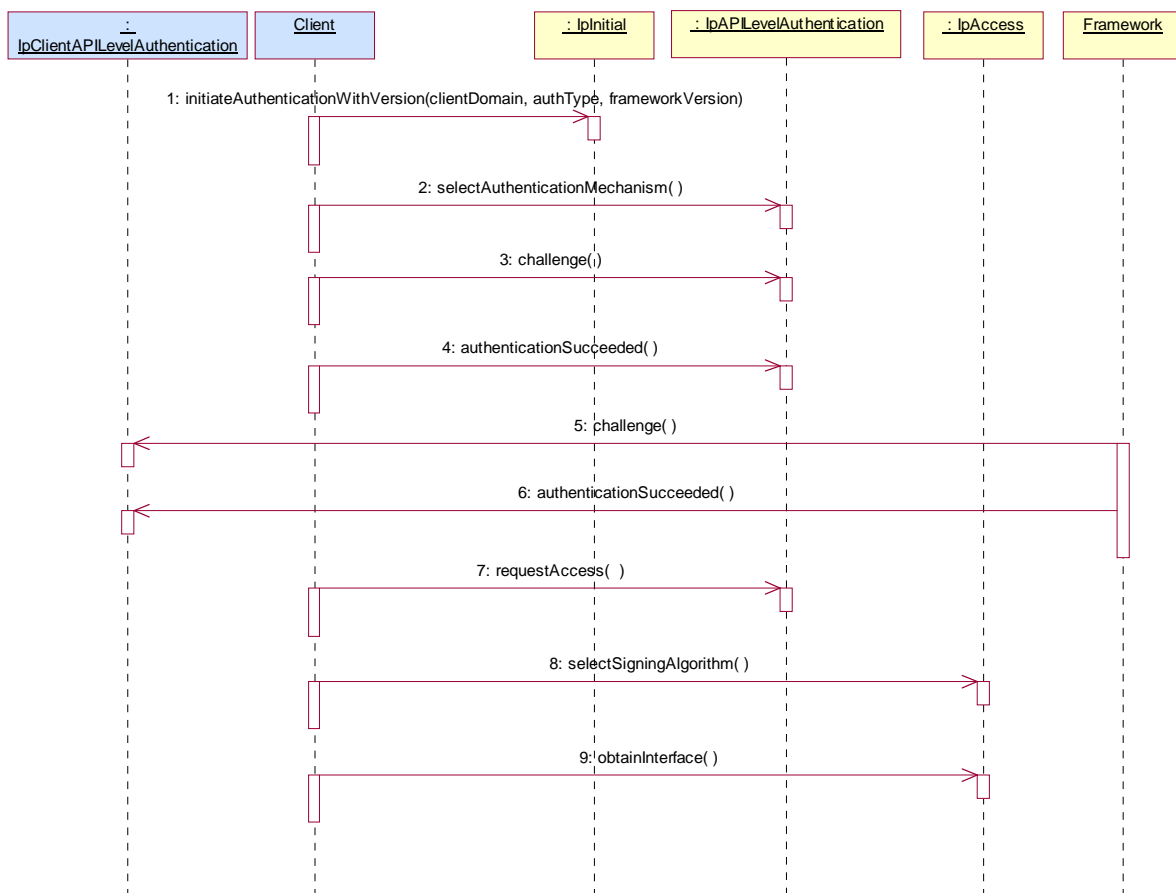 :
IpClientAPILevelAuthentication
Client
: IpInitial
: IpAPILevelAuthentication
: IpAccess
Framework
1: initiateAuthenticationWithVersion(clientDomain, authType, frameworkVersion)
2: selectAuthenticationMechanism( )
3: challenge( )
4: authenticationSucceeded( )
5: challenge( )
6: authenticationSucceeded( )
7: requestAccess(  )
8: selectSigningAlgorithm( )
9: obtainInterface( )